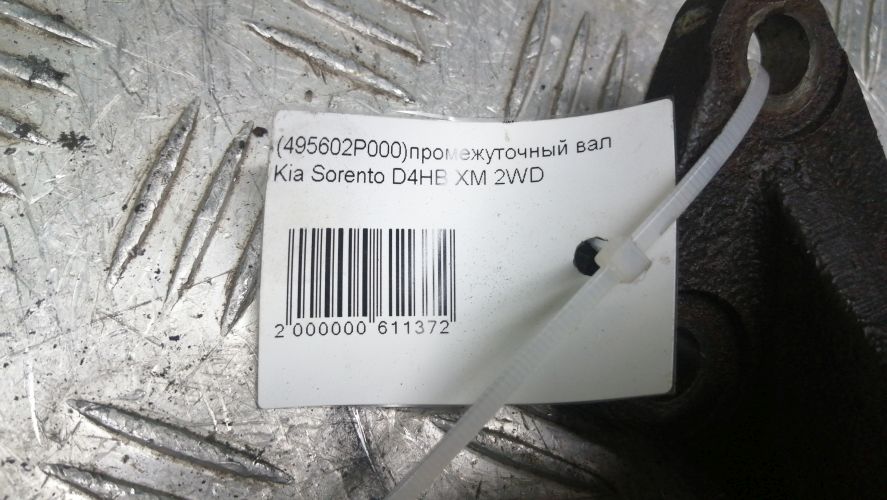 (495602P000)промежуточный вал
Kia Sorento D4HB XM 2WD
2 000000 611372